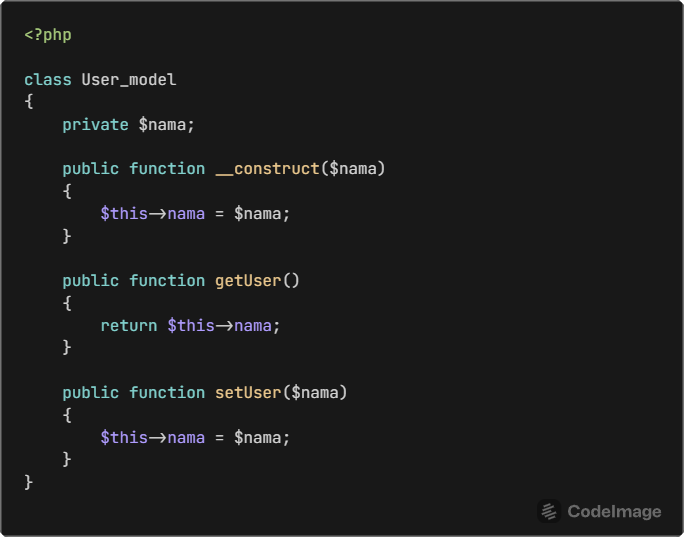 <?php
class User_model
{
    private $nama;
    public function __construct($nama)
    {
        $this->nama = $nama;
    }
    public function getUser()
    {
        return $this->nama;
    }
    public function setUser($nama)
    {
        $this->nama = $nama;
    }
}
CodeImage